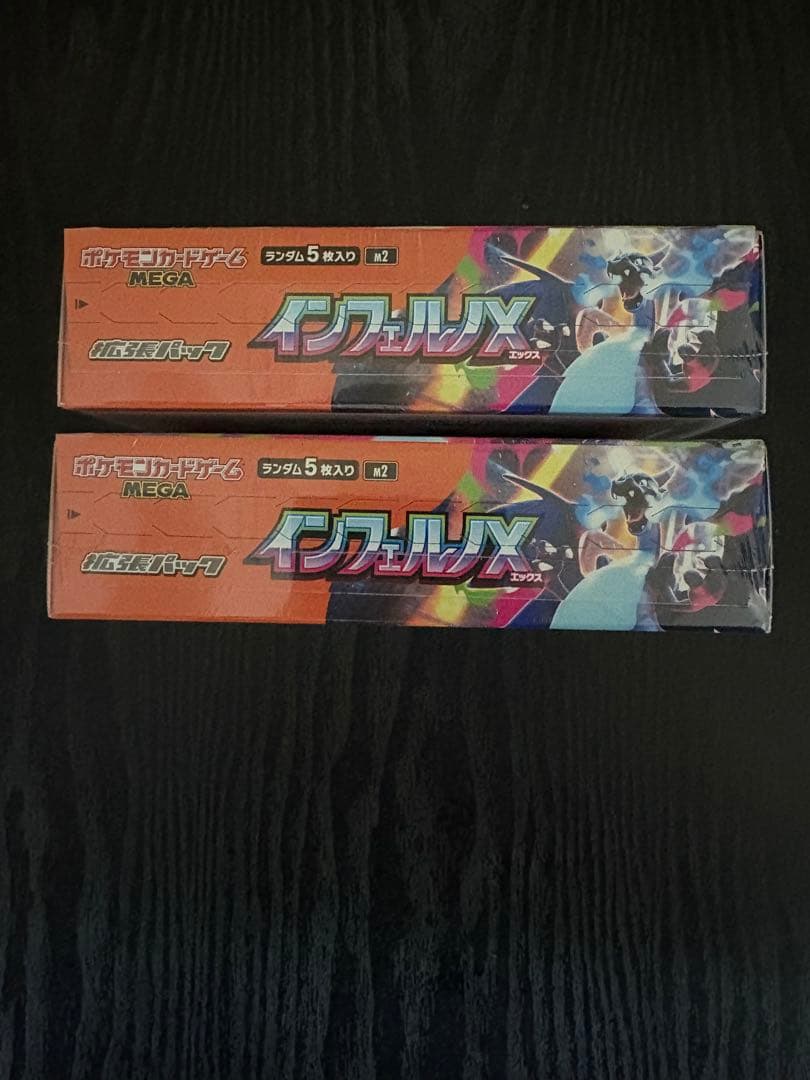 ポケモンカードゲーム
MEGA
ランダム5枚入り
M2
インフェルノX
エックス
拡張パック
ポケモンカードゲーム
MEGA
ランダム5枚入り
M2
インフェルノX
エックス
拡張パック